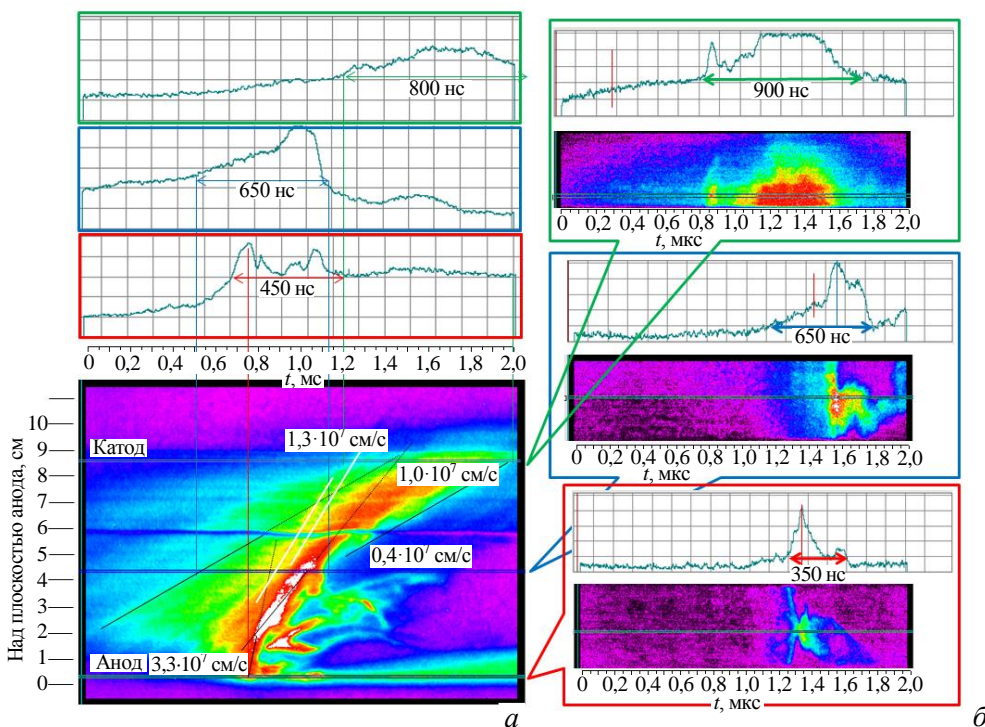 800 нс
650 нс
450 нс
0 0,2 0,4 0,6 0,8 1,0 1,2 1,4 1,6 1,8 2,0
t, мс
Над плоскостью анода, см
10
9
8
7
6
5
4
3
2
1
0
Катод
Анод
1,3·10⁷ см/с
1,0·10⁷ см/с
0,4·10⁷ см/с
3,3·10⁷ см/с
а
900 нс
0 0,2 0,4 0,6 0,8 1,0 1,2 1,4 1,6 1,8 2,0
t, мкс
650 нс
0 0,2 0,4 0,6 0,8 1,0 1,2 1,4 1,6 1,8 2,0
t, мкс
350 нс
0 0,2 0,4 0,6 0,8 1,0 1,2 1,4 1,6 1,8 2,0
t, мкс
б